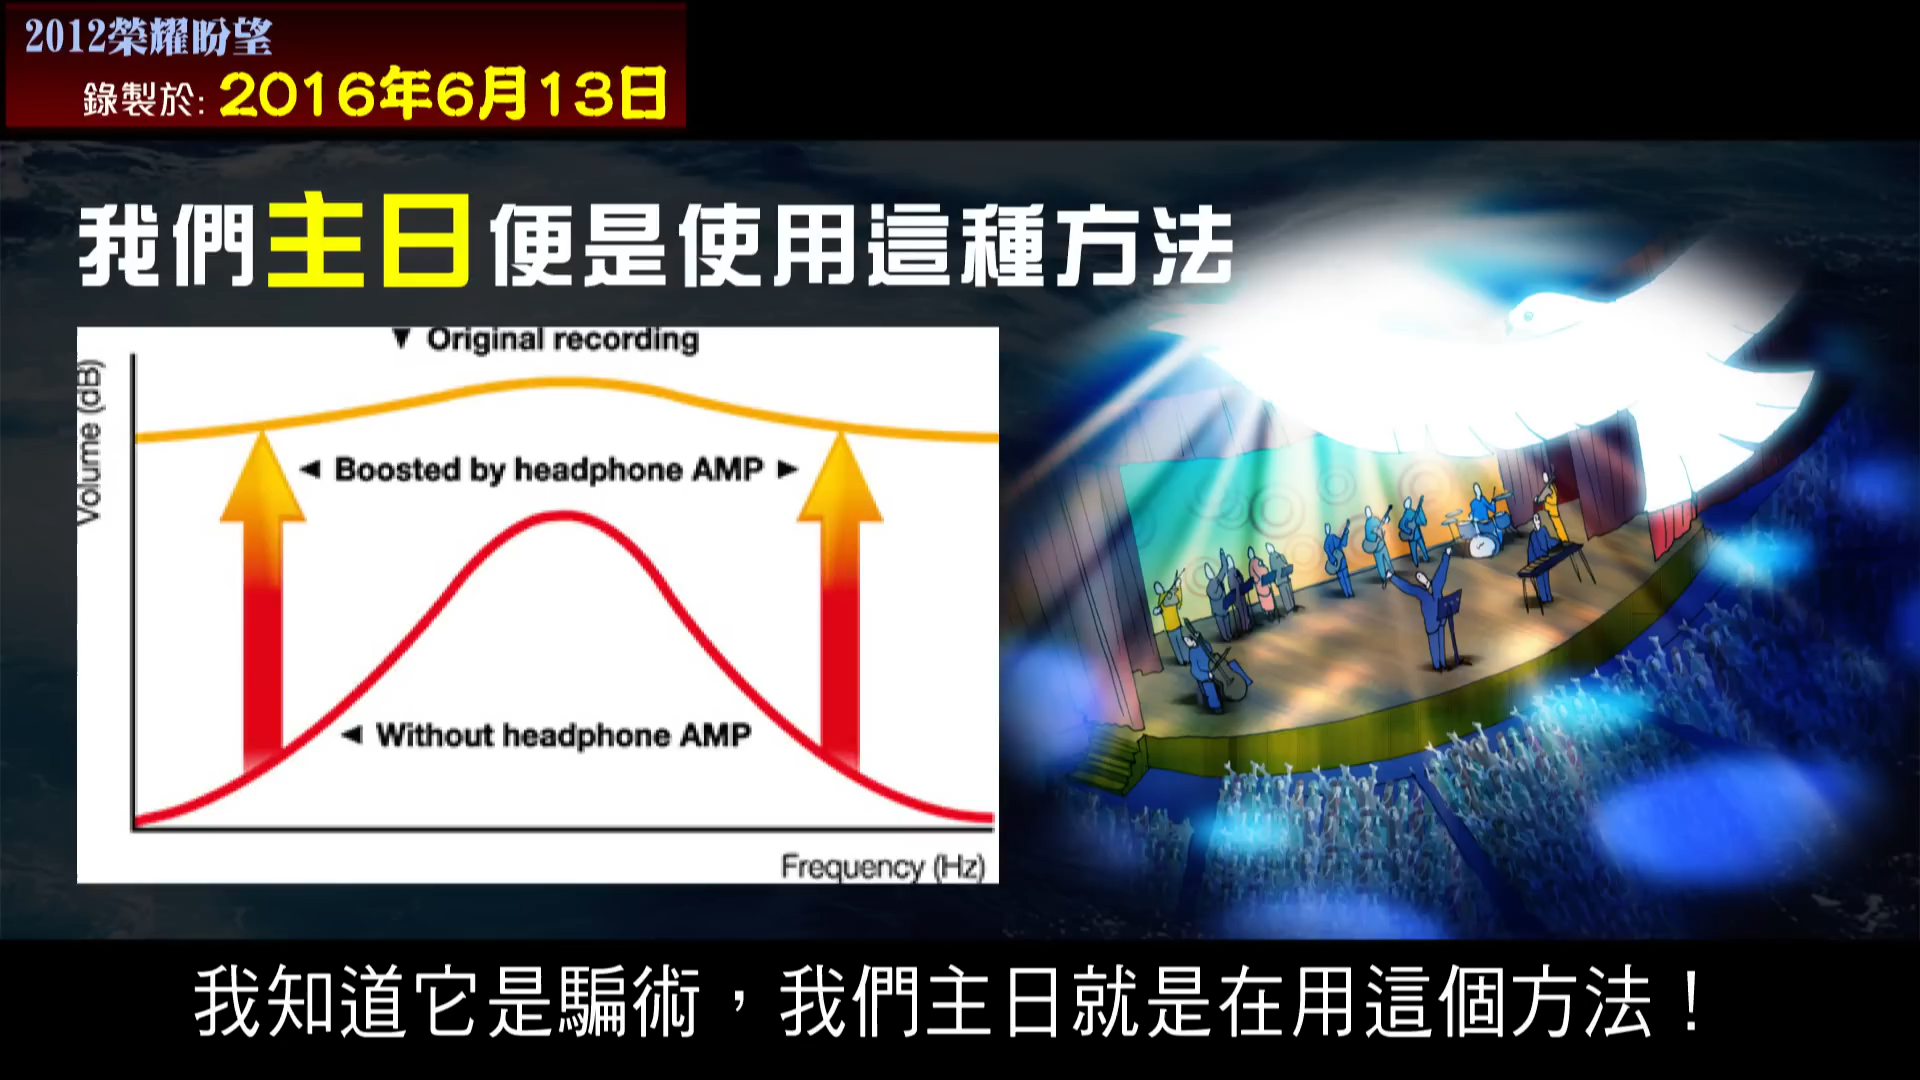 2012榮耀盼望
錄製於: 2016年6月13日
我們主日便是使用這種方法
▼ Original recording
Volume (dB)
◄ Boosted by headphone AMP ►
◄ Without headphone AMP
Frequency (Hz)
我知道它是騙術，我們主日就是在用這個方法！